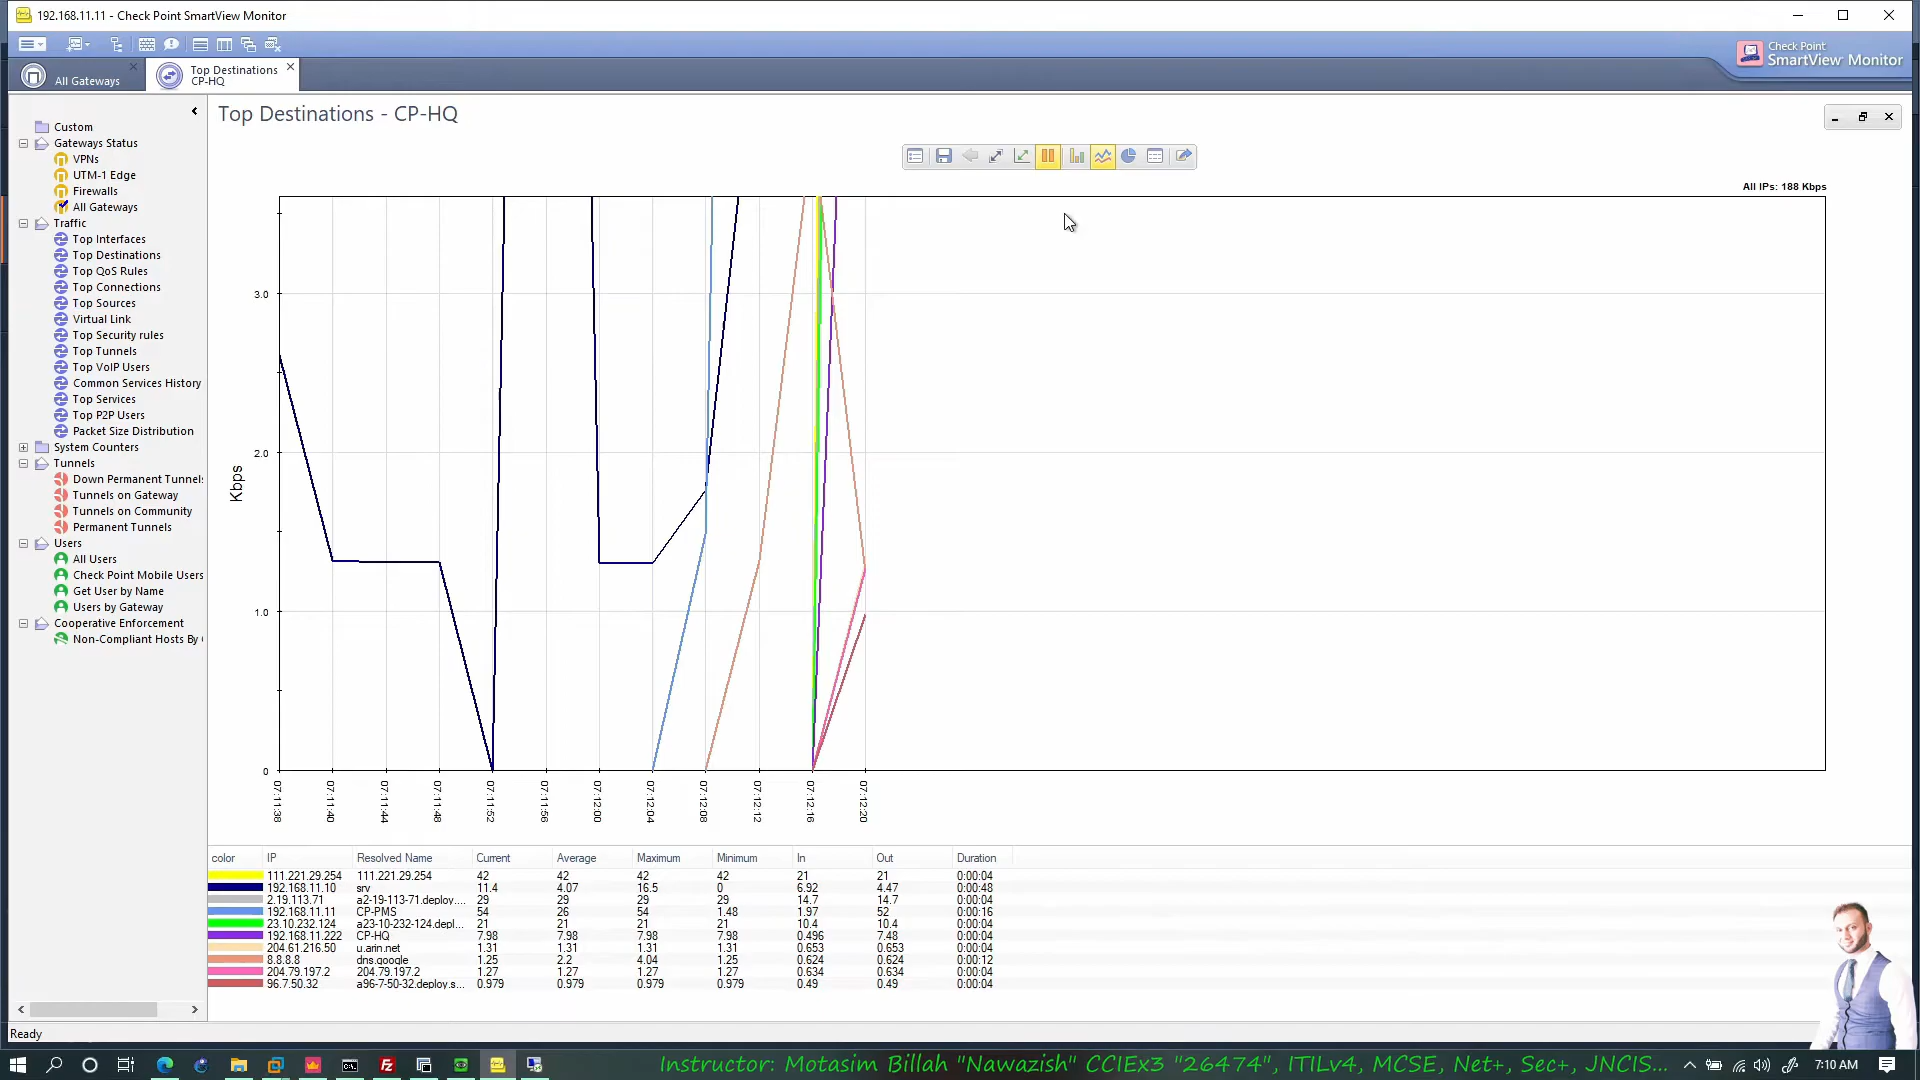 192.168.11.11 - Check Point SmartView Monitor
Check Point
SmartView Monitor
All Gateways
Top Destinations
CP-HQ
Custom
Gateways Status
VPNs
UTM-1 Edge
Firewalls
All Gateways
Traffic
Top Interfaces
Top Destinations
Top QoS Rules
Top Connections
Top Sources
Virtual Link
Top Security rules
Top Tunnels
Top VoIP Users
Common Services History
Top Services
Top P2P Users
Packet Size Distribution
System Counters
Tunnels
Down Permanent Tunnels
Tunnels on Gateway
Tunnels on Community
Permanent Tunnels
Users
All Users
Check Point Mobile Users
Get User by Name
Users by Gateway
Cooperative Enforcement
Non-Compliant Hosts By
Top Destinations - CP-HQ
All IPs: 188 Kbps
3.0
2.0
1.0
0
Kbps
07:11:38
07:11:40
07:11:44
07:11:48
07:11:52
07:11:56
07:12:00
07:12:04
07:12:08
07:12:12
07:12:16
07:12:20
color IP Resolved Name Current Average Maximum Minimum In Out Duration
111.221.29.254 111.221.29.254 42 42 42 42 21 21 0:00:04
192.168.11.10 srv 11.4 4.07 16.5 0 6.92 4.47 0:00:48
2.19.113.71 a2-19-113-71.deploy.... 29 29 29 29 14.7 14.7 0:00:04
192.168.11.11 CP-PMS 54 26 54 1.48 1.97 52 0:00:16
23.10.232.124 a23-10-232-124.depl... 21 21 21 21 10.4 10.4 0:00:04
192.168.11.222 CP-HQ 7.98 7.98 7.98 7.98 0.496 7.48 0:00:04
204.61.216.50 u.arin.net 1.31 1.31 1.31 1.31 0.653 0.653 0:00:04
8.8.8.8 dns.google 1.25 2.2 4.04 1.25 0.624 0.624 0:00:12
204.79.197.2 204.79.197.2 1.27 1.27 1.27 1.27 0.634 0.634 0:00:04
96.7.50.32 a96-7-50-32.deploy.s... 0.979 0.979 0.979 0.979 0.49 0.49 0:00:04
Ready
Instructor: Motasim Billah "Nawazish" CCIEx3 "26474", ITILv4, MCSE, Net+, Sec+, JNCIS...
7:10 AM